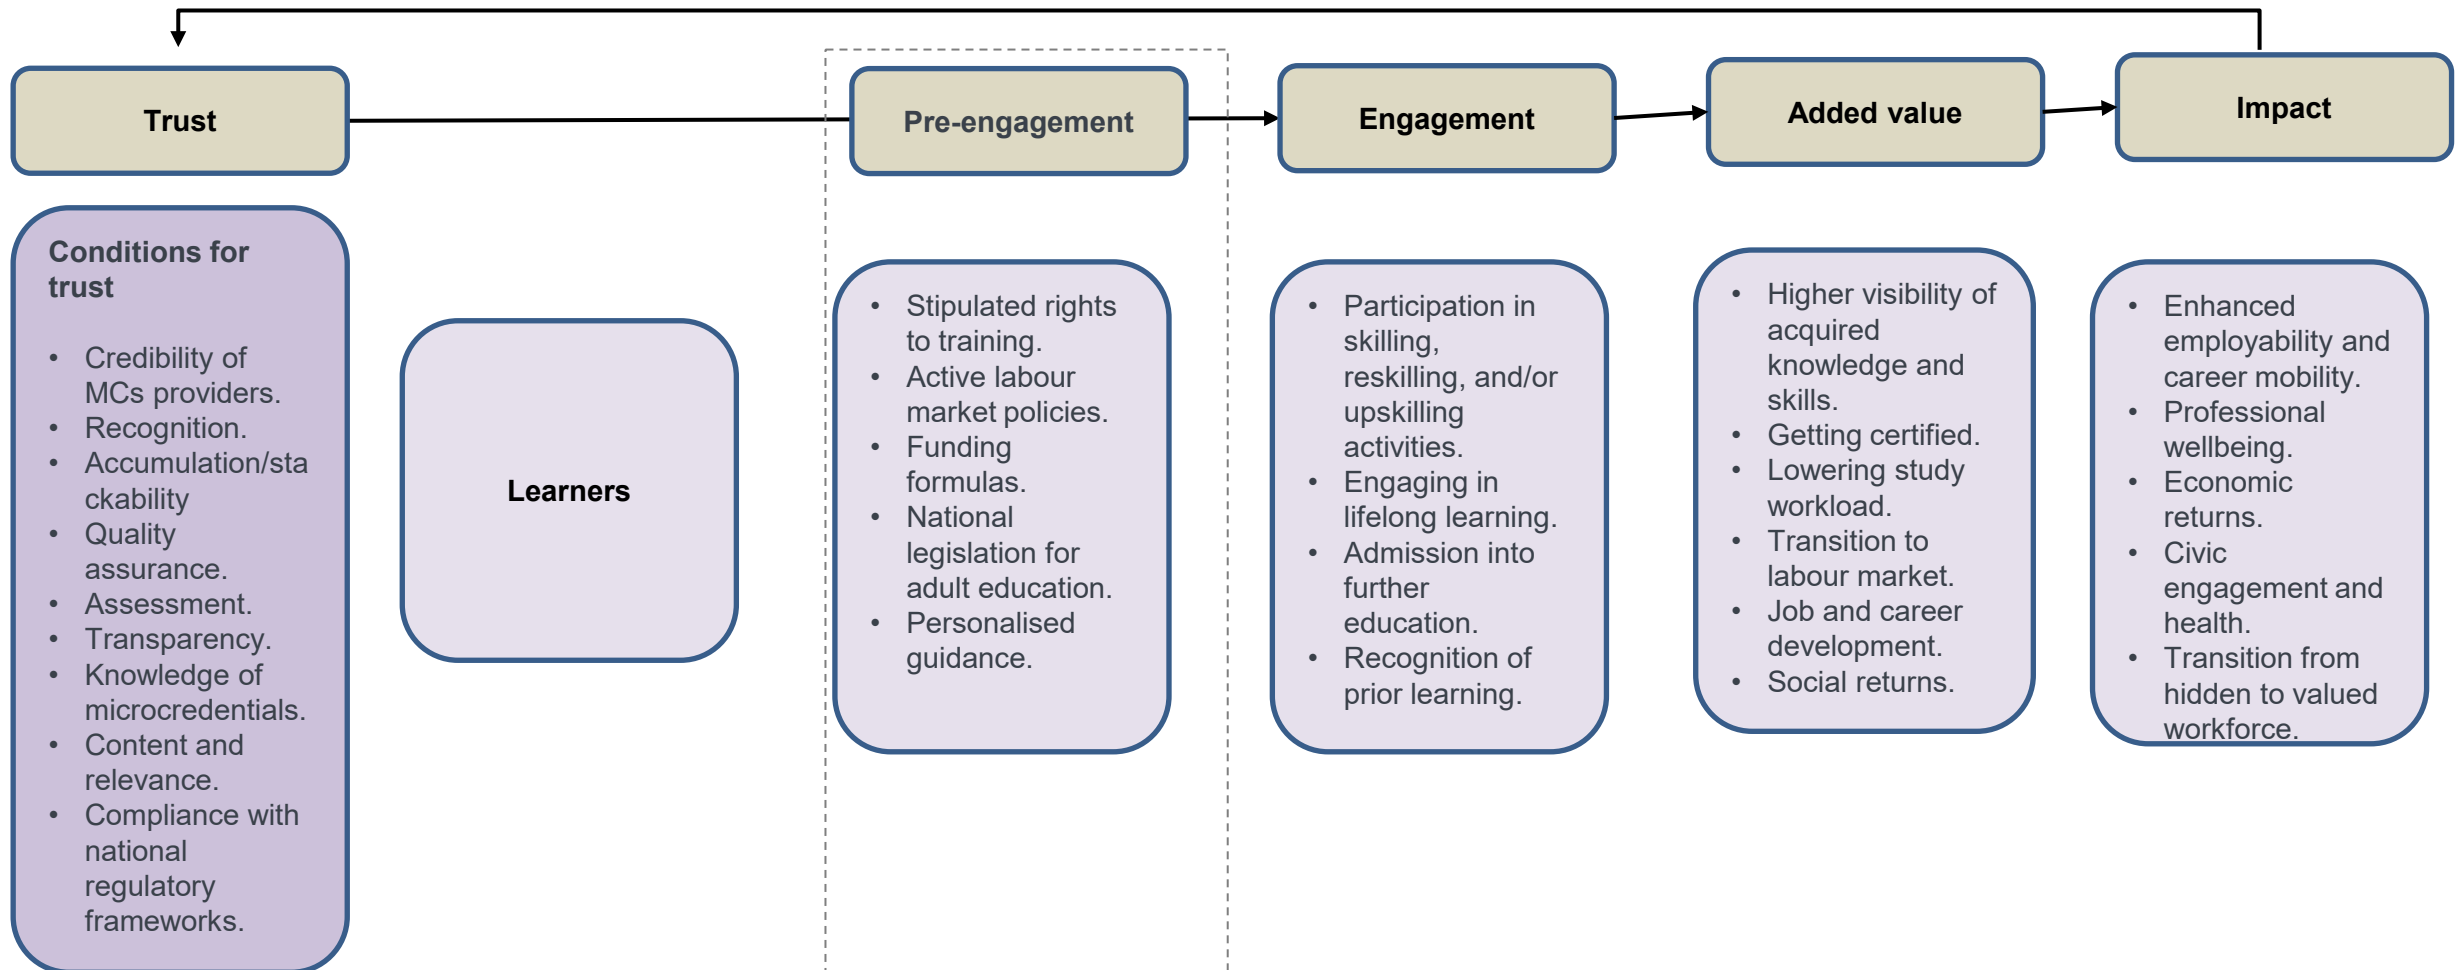 Trust
Pre-engagement
Engagement
Added value
Impact
Conditions for
trust
• Credibility of
MCs providers.
• Recognition.
• Accumulation/sta
ckability
• Quality
assurance.
• Assessment.
• Transparency.
• Knowledge of
microcredentials.
• Content and
relevance.
• Compliance with
national
regulatory
frameworks.
Learners
• Stipulated rights
to training.
• Active labour
market policies.
• Funding
formulas.
• National
legislation for
adult education.
• Personalised
guidance.
• Participation in
skilling,
reskilling, and/or
upskilling
activities.
• Engaging in
lifelong learning.
• Admission into
further
education.
• Recognition of
prior learning.
• Higher visibility of
acquired
knowledge and
skills.
• Getting certified.
• Lowering study
workload.
• Transition to
labour market.
• Job and career
development.
• Social returns.
• Enhanced
employability and
career mobility.
• Professional
wellbeing.
• Economic
returns.
• Civic
engagement and
health.
• Transition from
hidden to valued
workforce.